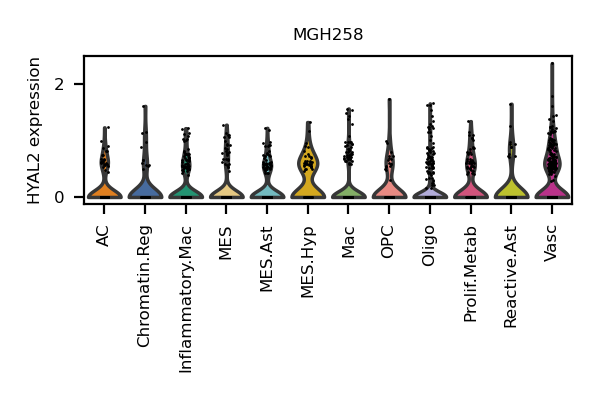 MGH258
HYAL2 expression
2
0
AC
Chromatin.Reg
Inflammatory.Mac
MES
MES.Ast
MES.Hyp
Mac
OPC
Oligo
Prolif.Metab
Reactive.Ast
Vasc